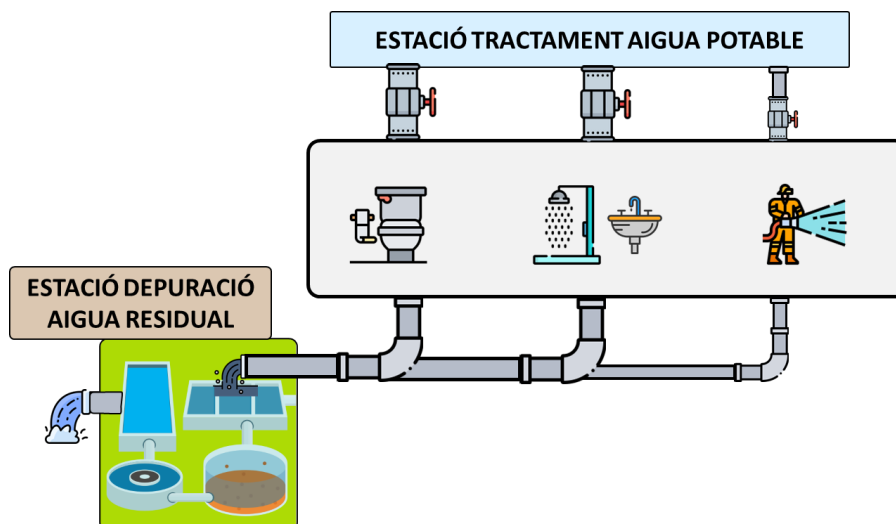 ESTACIÓ TRACTAMENT AIGUA POTABLE
ESTACIÓ DEPURACIÓ
AIGUA RESIDUAL